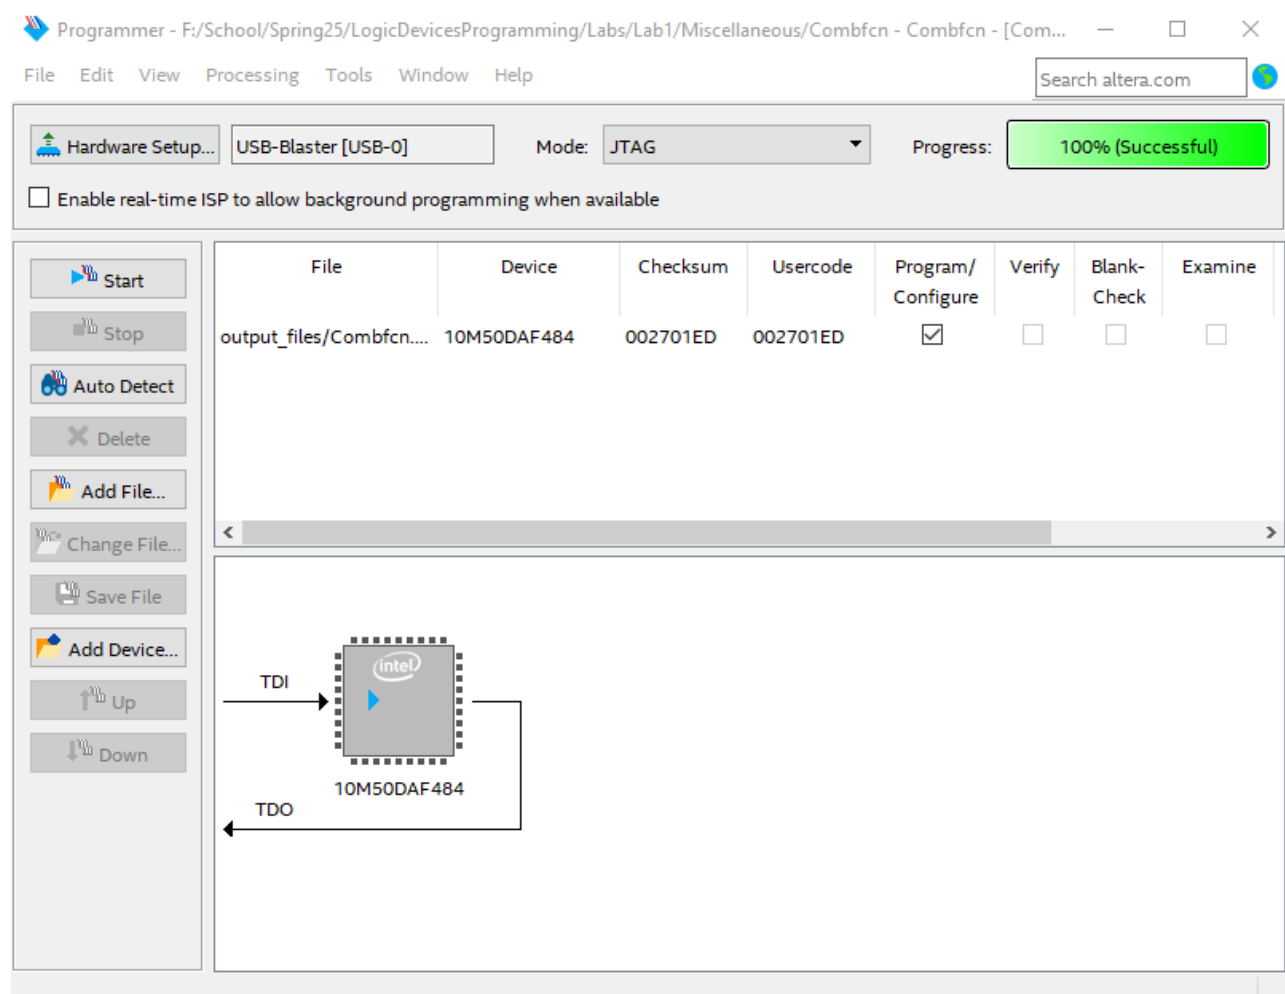 Programmer - F:/School/Spring25/LogicDevicesProgramming/Labs/Lab1/Miscellaneous/Combfcn - Combfcn - [Com...
File Edit View Processing Tools Window Help
Search altera.com
Hardware Setup... USB-Blaster [USB-0] Mode: JTAG Progress: 100% (Successful)
Enable real-time ISP to allow background programming when available
Start
Stop
Auto Detect
Delete
Add File...
Change File...
Save File
Add Device...
Up
Down
File Device Checksum Usercode Program/ Configure Verify Blank- Check Examine
output_files/Combfcn.... 10M50DAF484 002701ED 002701ED
intel
TDI
10M50DAF484
TDO